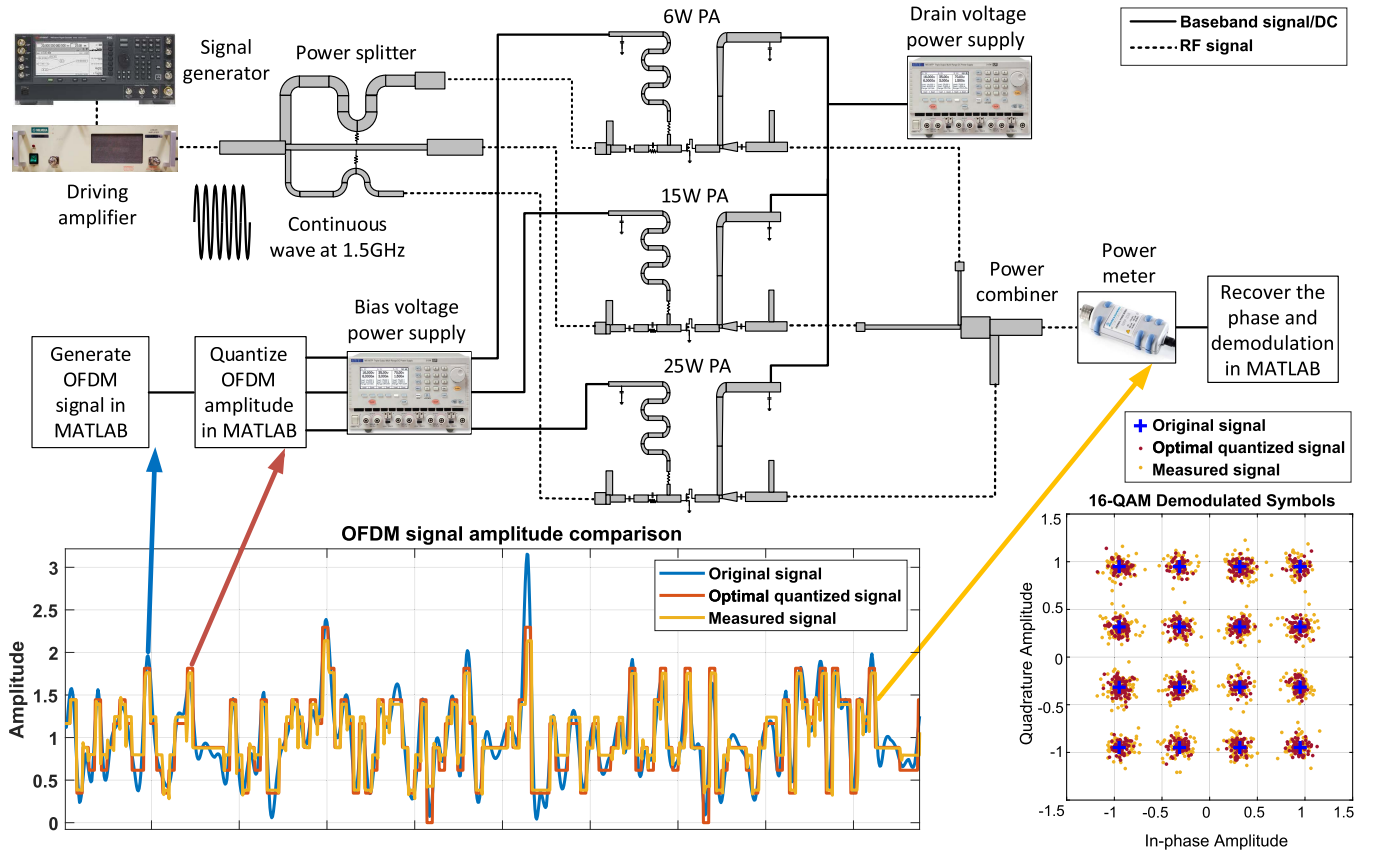 6W PA
Drain voltage
power supply
Baseband signal/DC
RF signal
Signal
generator
Power splitter
Driving
amplifier
Continuous
wave at 1.5GHz
15W PA
Power
meter
Power
combiner
Recover the
phase and
demodulation
in MATLAB
Bias voltage
power supply
Generate
OFDM
signal in
MATLAB
Quantize
OFDM
amplitude
in MATLAB
25W PA
Original signal
Optimal quantized signal
Measured signal
16-QAM Demodulated Symbols
Quadrature Amplitude
1.5
1
0.5
0
-0.5
-1
-1.5
-1
-0.5
0
0.5
1
1.5
In-phase Amplitude
OFDM signal amplitude comparison
Amplitude
3
2.5
2
1.5
1
0.5
0
Original signal
Optimal quantized signal
Measured signal